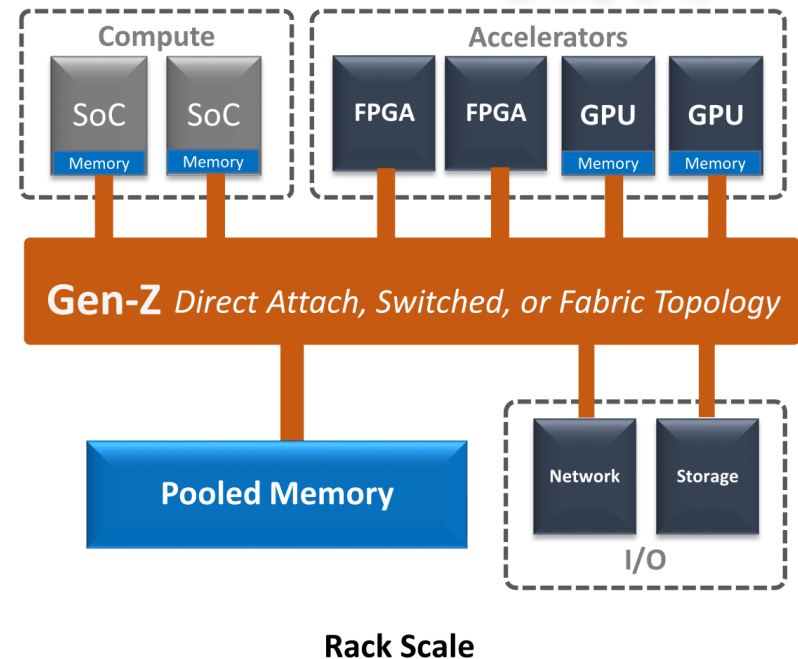 Compute
Accelerators
SoC
SoC
FPGA
FPGA
GPU
GPU
Memory
Memory
Memory
Memory
Gen-Z Direct Attach, Switched, or Fabric Topology
Pooled Memory
Network
Storage
I/O
Rack Scale